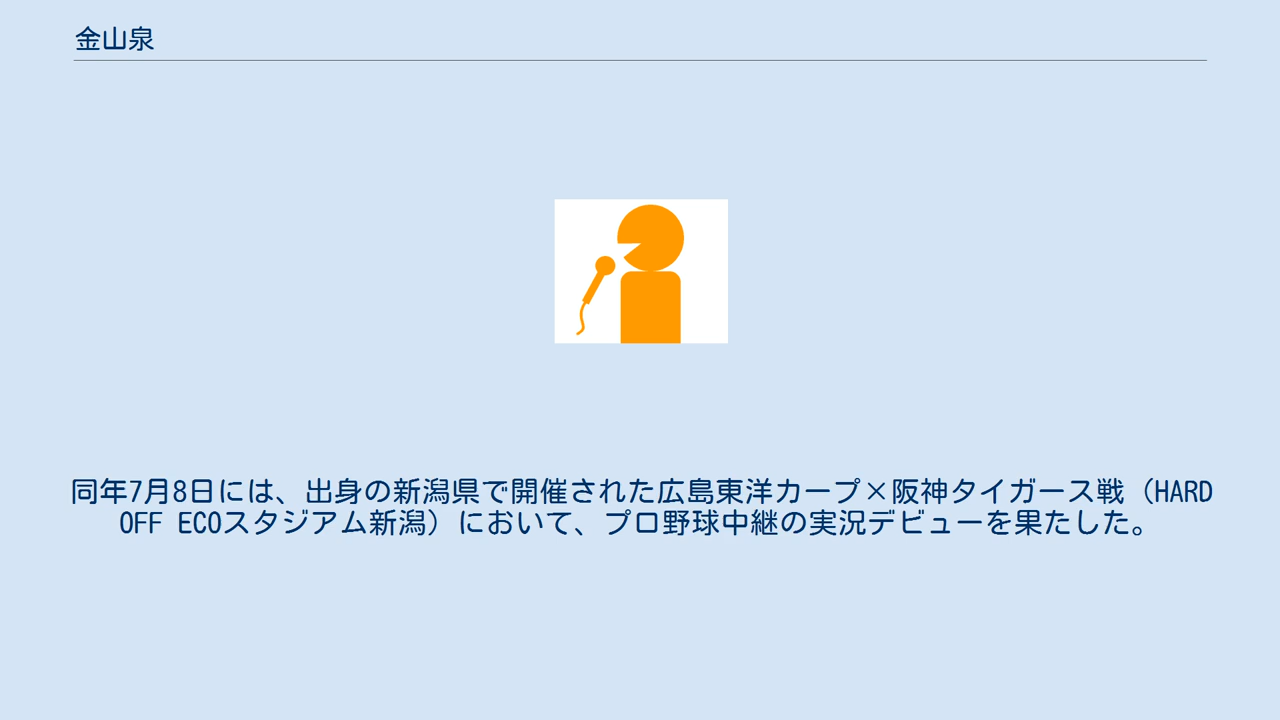 金山泉
同年7月8日には、出身の新潟県で開催された広島東洋カープ×阪神タイガース戦（HARD
OFF ECOスタジアム新潟）において、プロ野球中継の実況デビューを果たした。